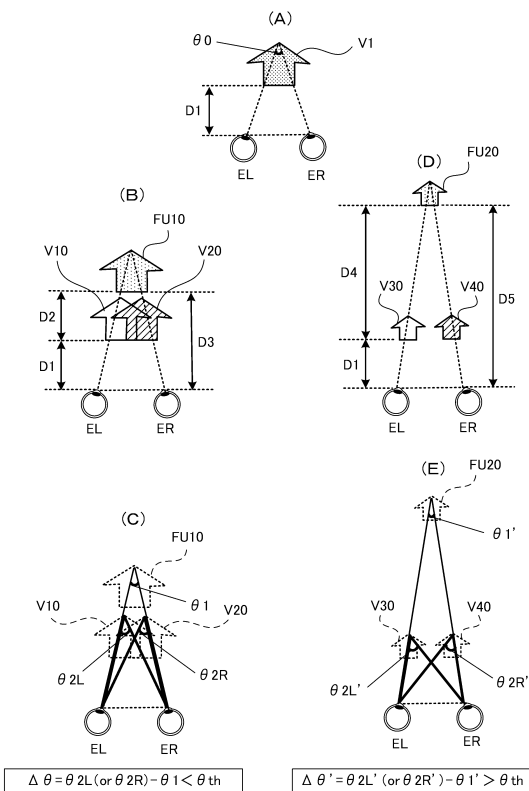 (A)
θ0
V1
D1
EL
ER
(B)
FU10
V10
V20
D2
D3
D1
EL
ER
(D)
FU20
D4
D5
V30
V40
D1
EL
ER
(C)
FU10
θ1
V10
V20
θ2L
θ2R
EL
ER
Δθ=θ2L(or θ2R)-θ1<θth
(E)
FU20
θ1'
V30
V40
θ2L'
θ2R'
EL
ER
Δθ'=θ2L'(or θ2R')-θ1'>θth